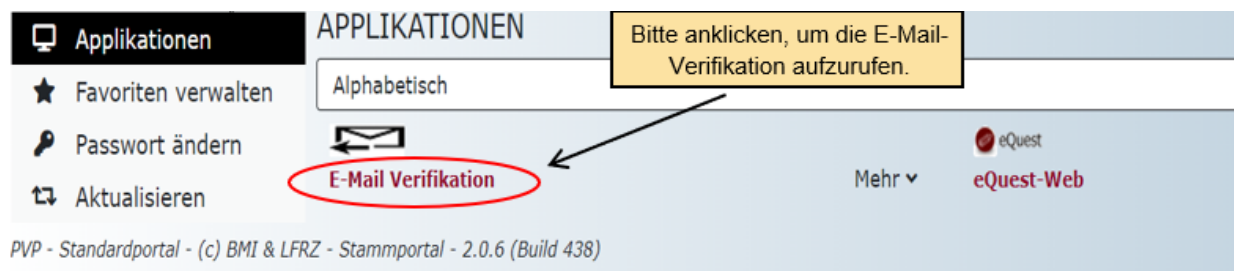 Applikationen
Favoriten verwalten
Passwort ändern
Aktualisieren
APPLIKATIONEN
Bitte anklicken, um die E-Mail-
Verifikation aufzurufen.
Alphabetisch
E-Mail Verifikation
Mehr
eQuest
eQuest-Web
PVP - Standardportal - (c) BMI & LFRZ - Stammportal - 2.0.6 (Build 438)